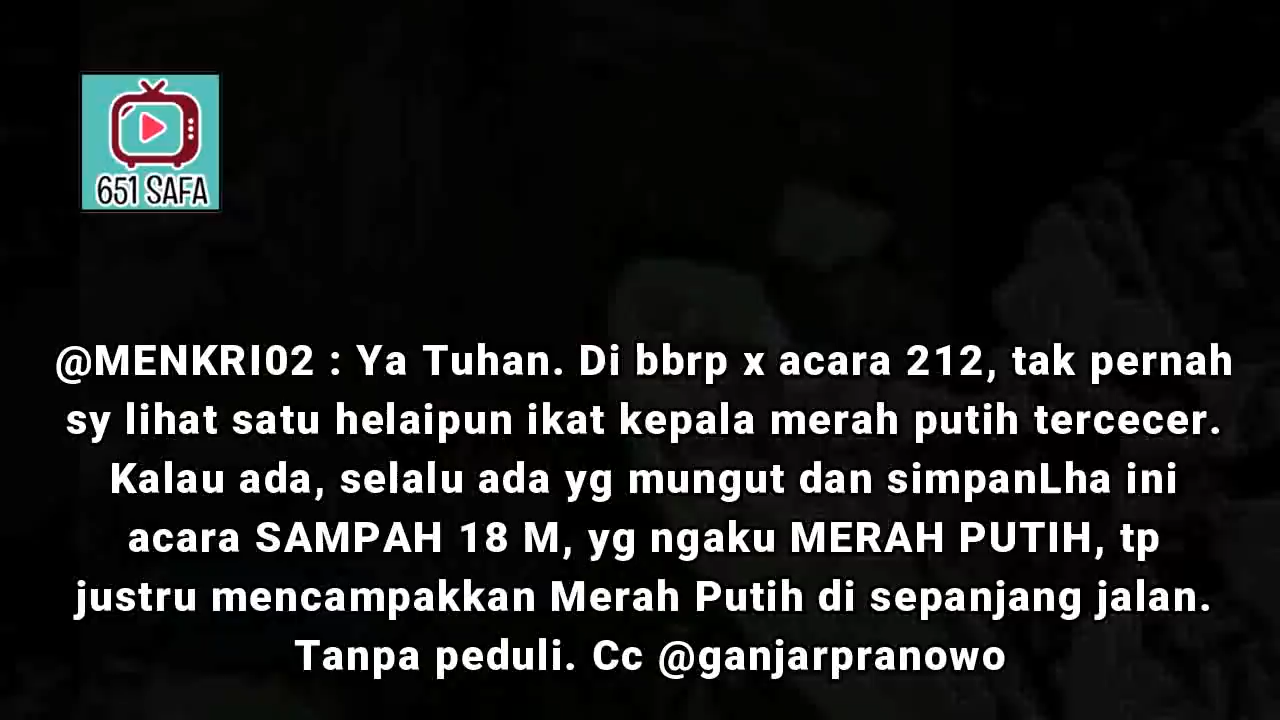 651 SAFA
@MENKRI02 : Ya Tuhan. Di bbrp x acara 212, tak pernah
sy lihat satu helaipun ikat kepala merah putih tercecer.
Kalau ada, selalu ada yg mungut dan simpanLha ini
acara SAMPAH 18 M, yg ngaku MERAH PUTIH, tp
justru mencampakkan Merah Putih di sepanjang jalan.
Tanpa peduli. Cc @ganjarpranowo